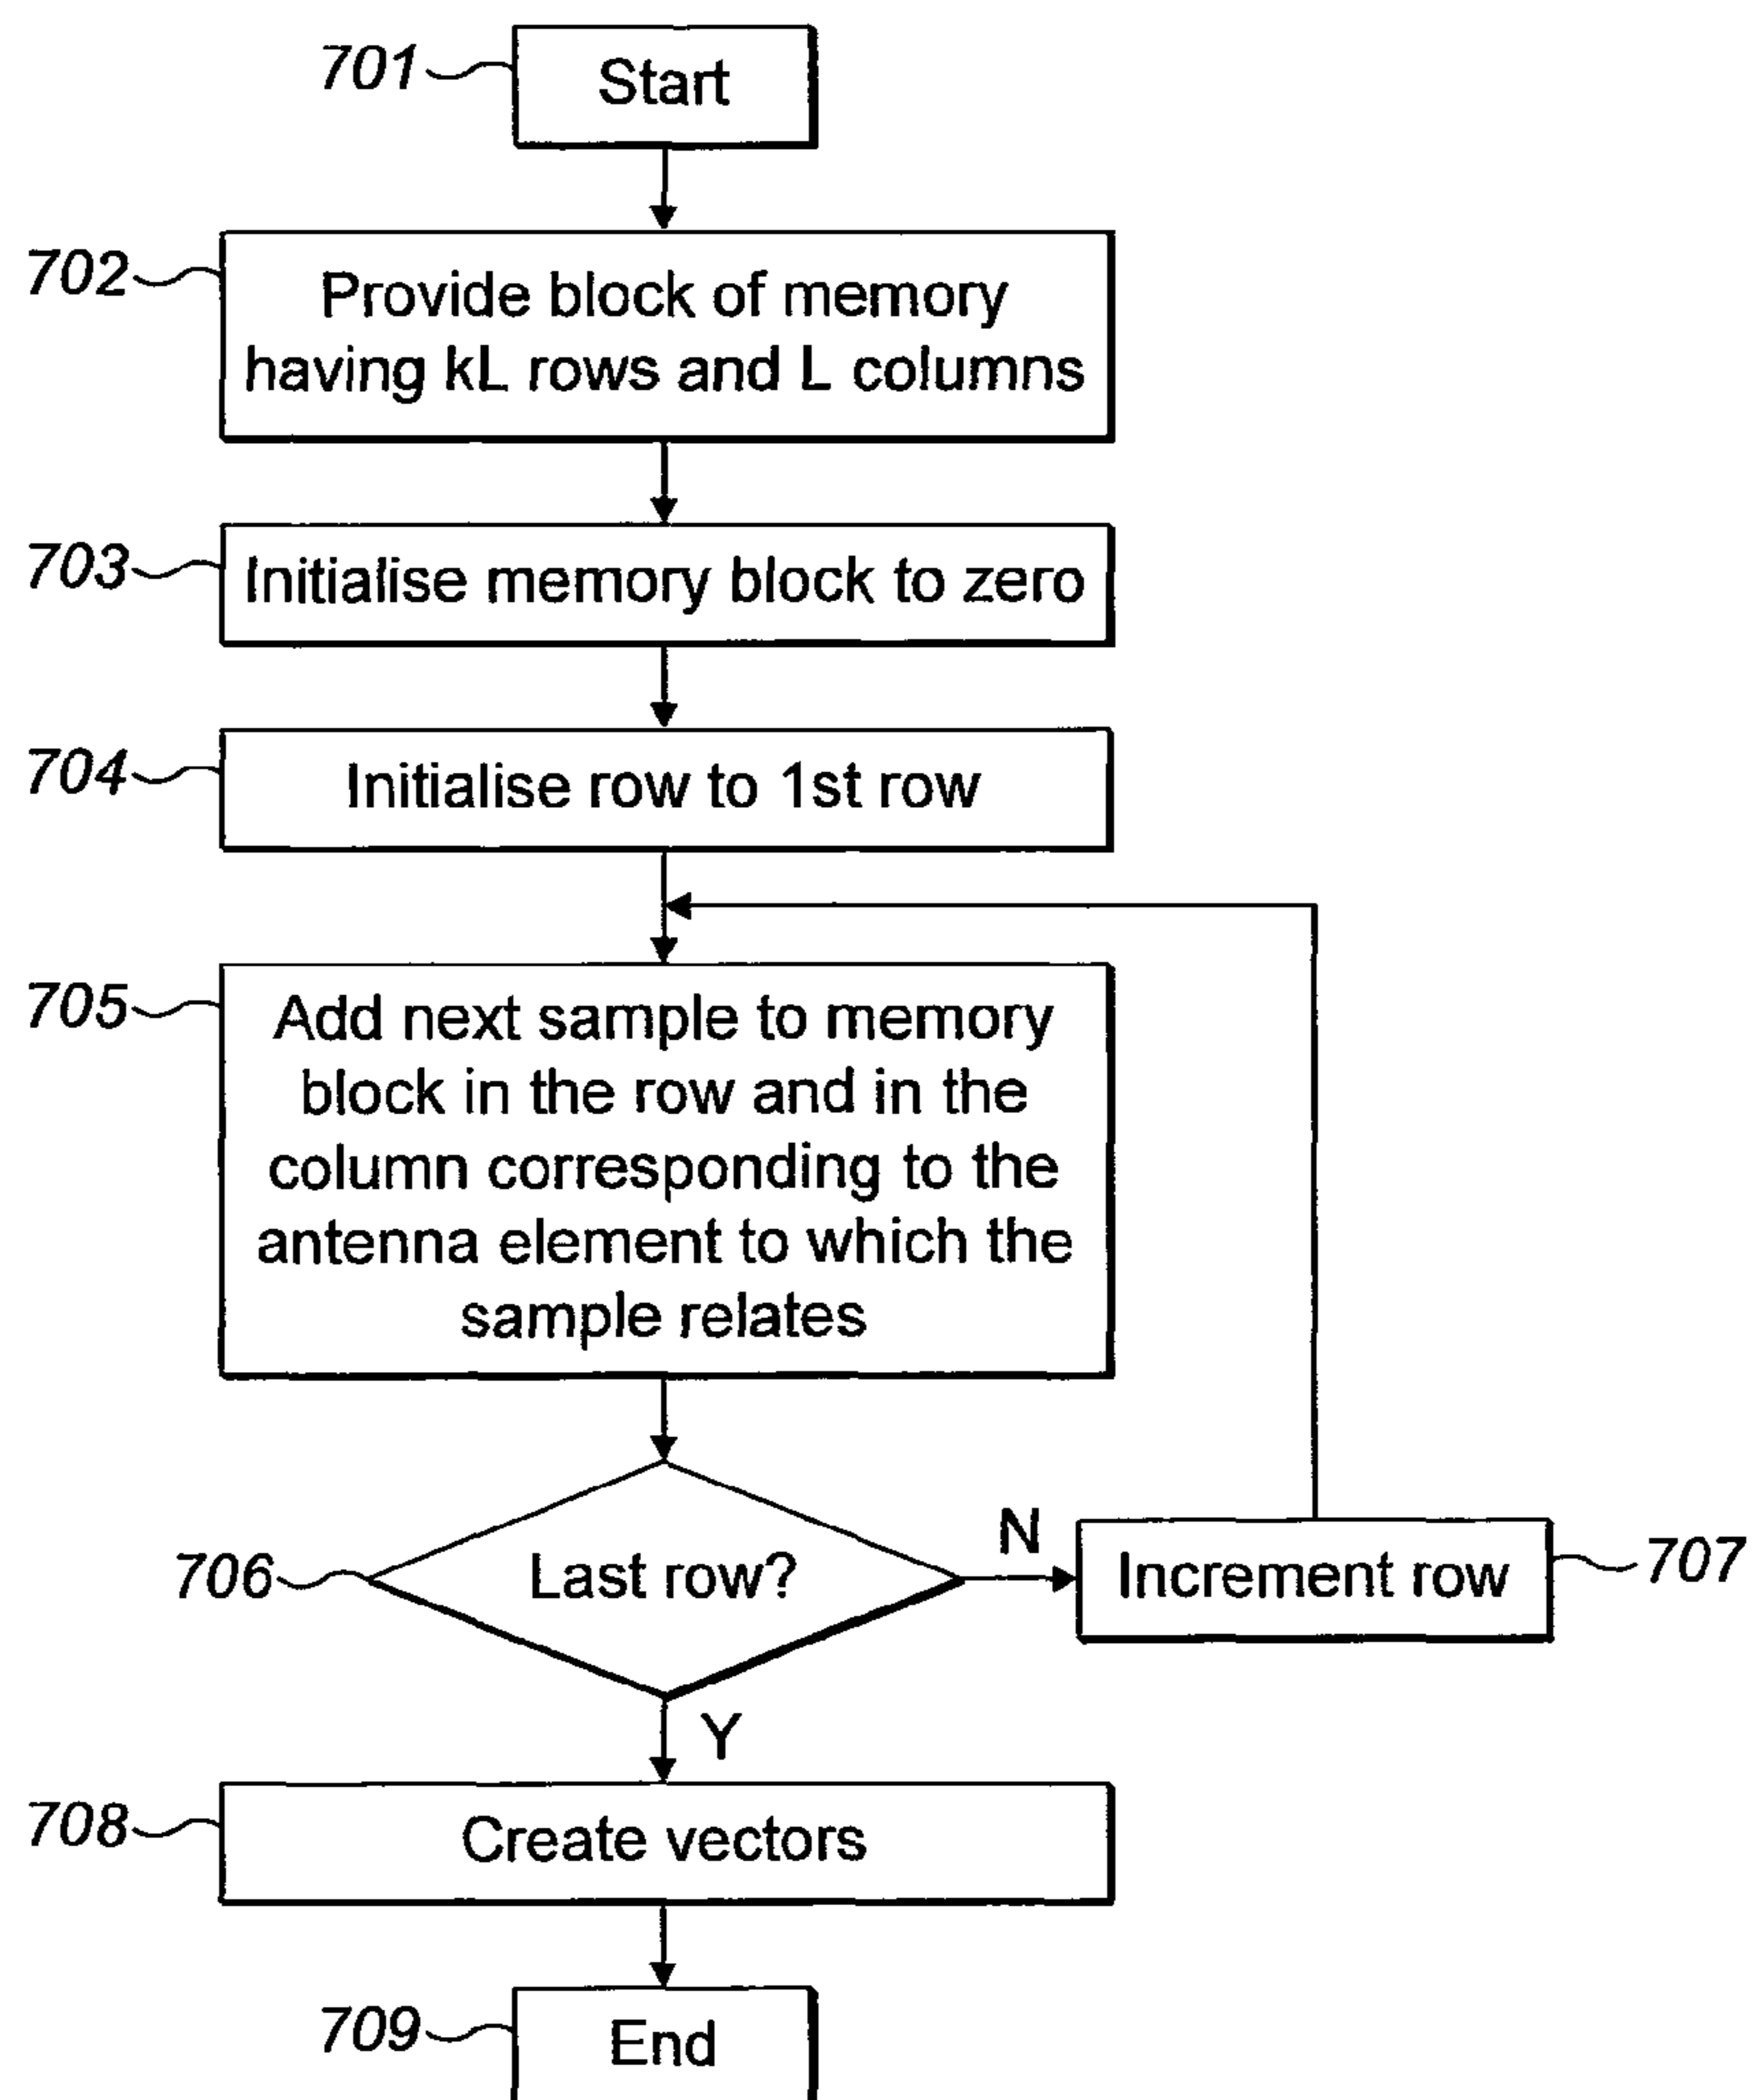 701
Start
702
Provide block of memory
having kL rows and L columns
703
Initialise memory block to zero
704
Initialise row to 1st row
705
Add next sample to memory
block in the row and in the
column corresponding to the
antenna element to which the
sample relates
706
Last row?
N
Increment row
707
Y
708
Create vectors
709
End